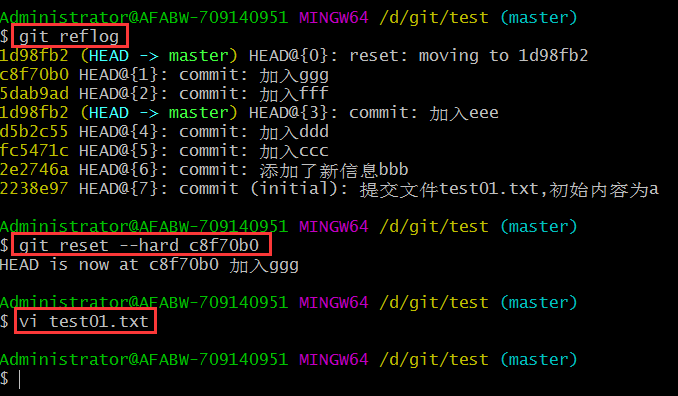 Administrator@AFABW-709140951 MINGW64 /d/git/test (master)
$ git reflog
1d98fb2 (HEAD -> master) HEAD@{0}: reset: moving to 1d98fb2
c8f70b0 HEAD@{1}: commit: 加入ggg
5dab9ad HEAD@{2}: commit: 加入fff
1d98fb2 (HEAD -> master) HEAD@{3}: commit: 加入eee
d5b2c55 HEAD@{4}: commit: 加入ddd
fc5471c HEAD@{5}: commit: 加入ccc
2e2746a HEAD@{6}: commit: 添加了新信息bbb
2238e97 HEAD@{7}: commit (initial): 提交文件test01.txt,初始内容为a
Administrator@AFABW-709140951 MINGW64 /d/git/test (master)
$ git reset --hard c8f70b0
HEAD is now at c8f70b0 加入ggg
Administrator@AFABW-709140951 MINGW64 /d/git/test (master)
$ vi test01.txt
Administrator@AFABW-709140951 MINGW64 /d/git/test (master)
$